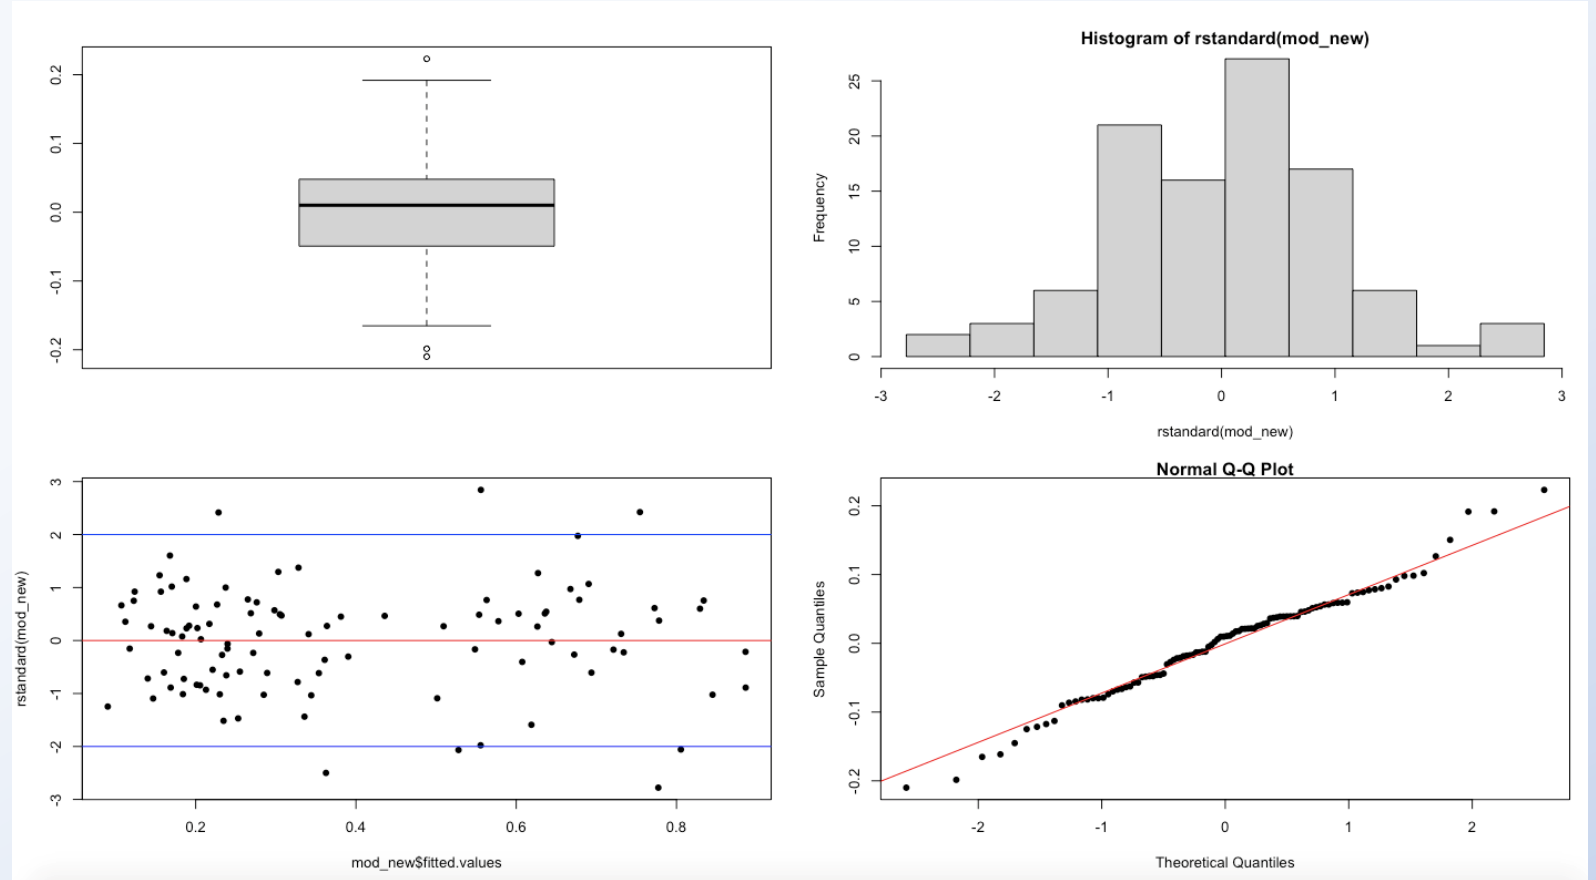 0.2
0.1
0.0
-0.1
-0.2
Histogram of rstandard(mod_new)
Frequency
25
20
15
10
5
0
-3 -2 -1 0 1 2 3
rstandard(mod_new)
rstandard(mod_new)
3
2
1
0
-1
-2
-3
0.2 0.4 0.6 0.8
mod_new$fitted.values
Normal Q-Q Plot
Sample Quantiles
0.2
0.1
0.0
-0.1
-0.2
-2 -1 0 1 2
Theoretical Quantiles